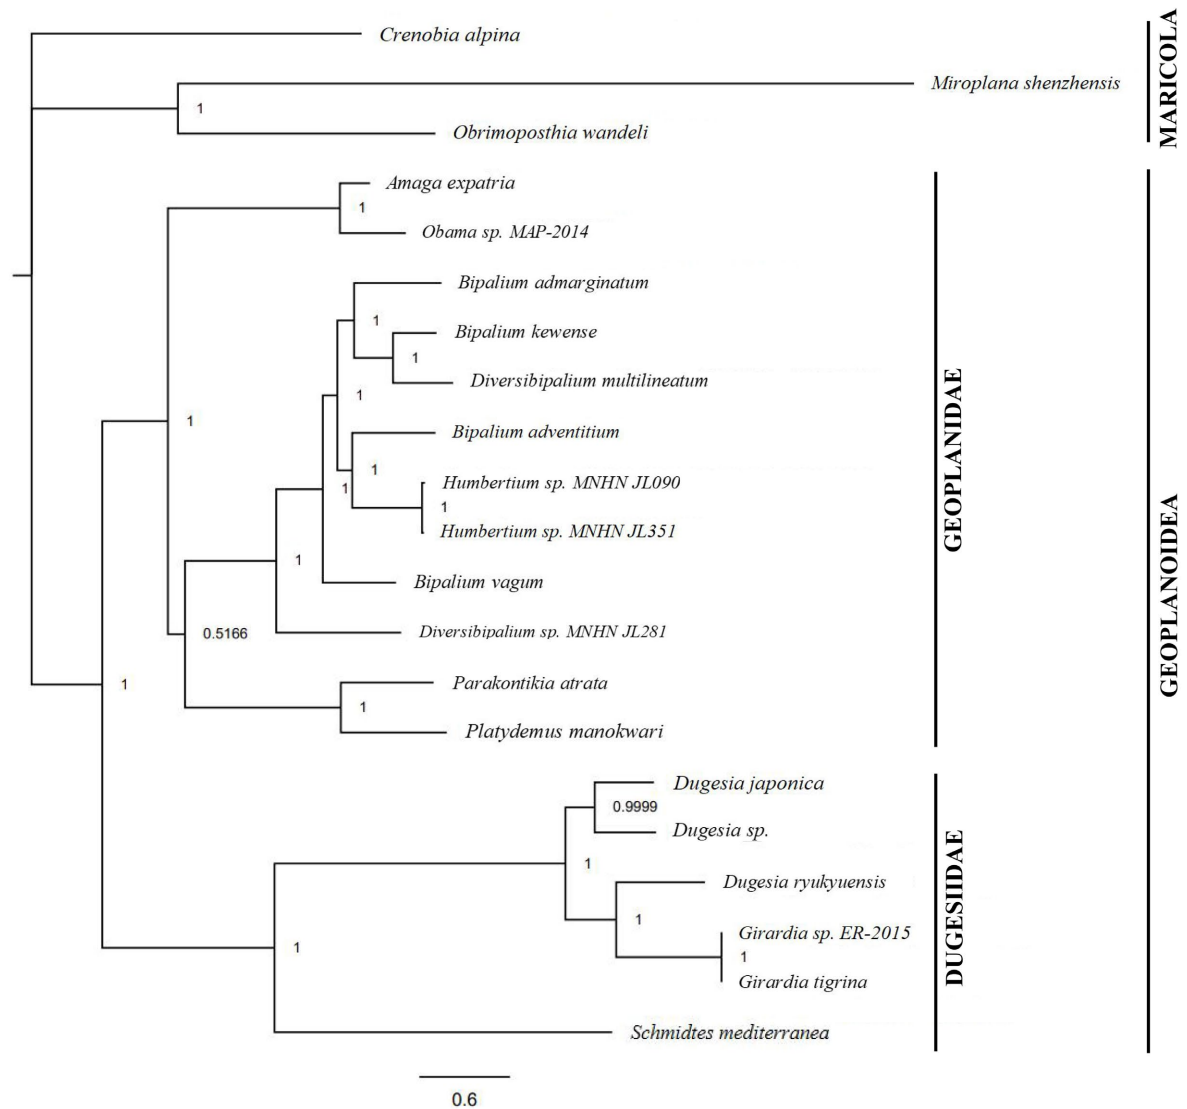 Crenobia alpina
Miroplana shenzhensis
1
Obrimoposthia wandeli
MARICOLA
Amaga expatria
1
Obama sp. MAP-2014
Bipalium admarginatum
1
Bipalium kewense
1
Diversibipalium multilineatum
1
1
Bipalium adventitium
1
Humbertium sp. MNHN JL090
1
1
Humbertium sp. MNHN JL351
1
Bipalium vagum
0.5166
Diversibipalium sp. MNHN JL281
1
Parakontikia atrata
1
Platydemus manokwari
GEOPLANIDAE
GEOPLANOIDEA
Dugesia japonica
0.9999
Dugesia sp.
1
Dugesia ryukyuensis
1
Girardia sp. ER-2015
1
1
Girardia tigrina
Schmidtes mediterranea
DUGESIIDAE
0.6